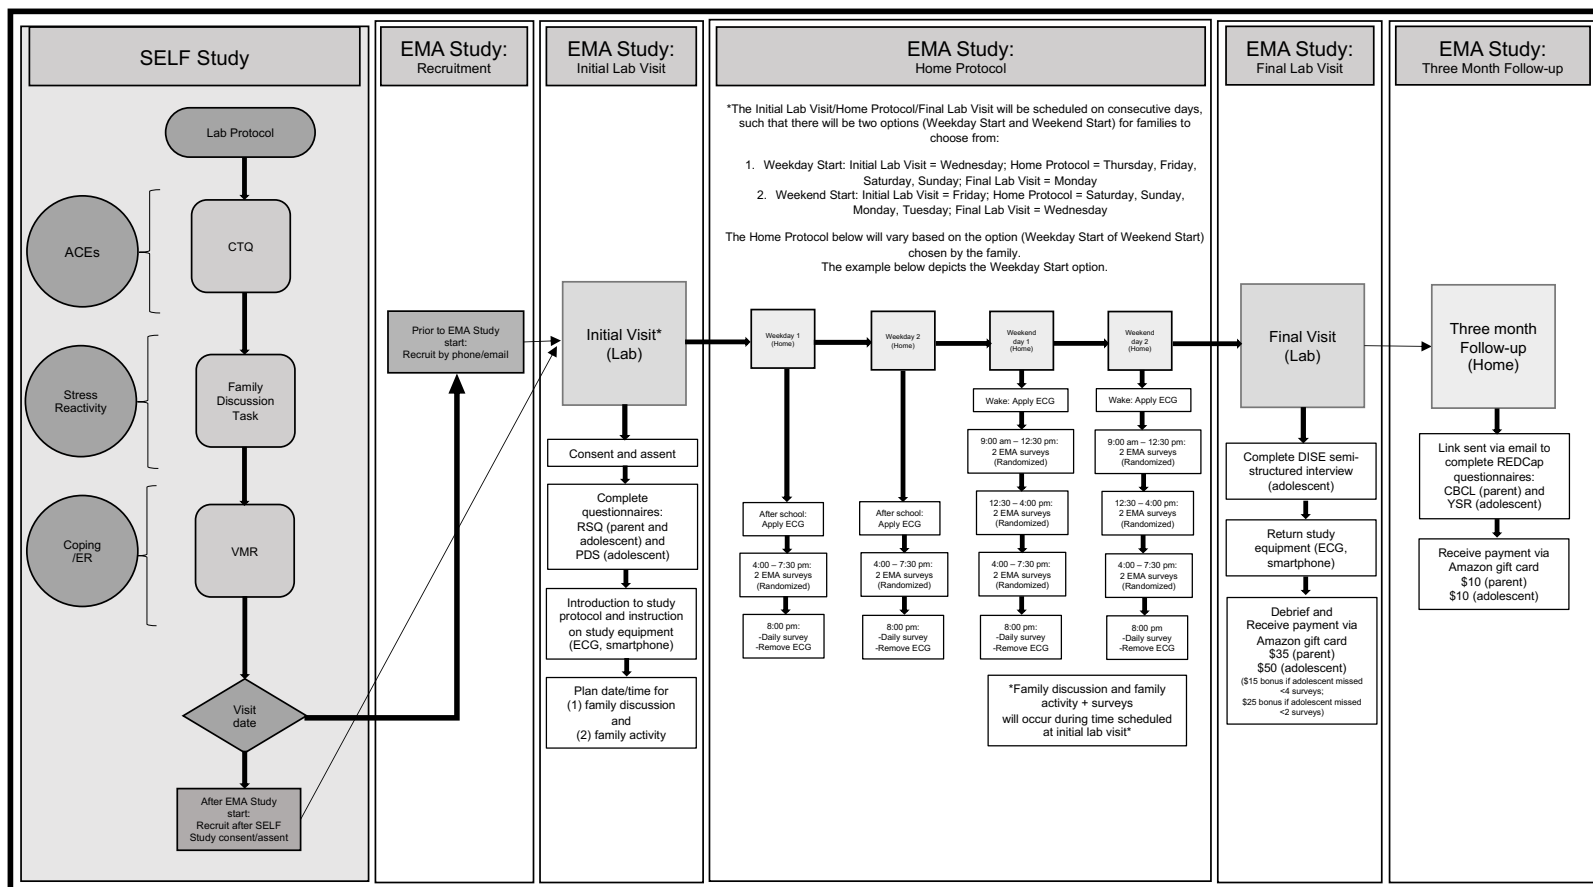 SELF Study
Lab Protocol
ACEs
CTQ
Stress
Reactivity
Family
Discussion
Task
Coping
/ER
VMR
Visit
date
After EMA Study
start:
Recruit after SELF
Study consent/assent
EMA Study:
Recruitment
Prior to EMA Study
start:
Recruit by phone/email
EMA Study:
Initial Lab Visit
Initial Visit*
(Lab)
Consent and assent
Complete
questionnaires:
RSQ (parent and
adolescent) and
PDS (adolescent)
Introduction to study
protocol and instruction
on study equipment
(ECG, smartphone)
Plan date/time for
(1) family discussion
and
(2) family activity
EMA Study:
Home Protocol
*The Initial Lab Visit/Home Protocol/Final Lab Visit will be scheduled on consecutive days,
such that there will be two options (Weekday Start and Weekend Start) for families to
choose from:
1. Weekday Start: Initial Lab Visit = Wednesday; Home Protocol = Thursday, Friday,
Saturday, Sunday; Final Lab Visit = Monday
2. Weekend Start: Initial Lab Visit = Friday; Home Protocol = Saturday, Sunday,
Monday, Tuesday; Final Lab Visit = Wednesday
The Home Protocol below will vary based on the option (Weekday Start of Weekend Start)
chosen by the family.
The example below depicts the Weekday Start option.
Weekday 1
(Home)
After school:
Apply ECG
4:00 – 7:30 pm:
2 EMA surveys
(Randomized)
8:00 pm:
-Daily survey
-Remove ECG
Weekday 2
(Home)
After school:
Apply ECG
4:00 – 7:30 pm:
2 EMA surveys
(Randomized)
8:00 pm:
-Daily survey
-Remove ECG
Weekend
day 1
(Home)
Wake: Apply ECG
9:00 am – 12:30 pm:
2 EMA surveys
(Randomized)
12:30 – 4:00 pm:
2 EMA surveys
(Randomized)
4:00 – 7:30 pm:
2 EMA surveys
(Randomized)
8:00 pm:
-Daily survey
-Remove ECG
Weekend
day 2
(Home)
Wake: Apply ECG
9:00 am – 12:30 pm:
2 EMA surveys
(Randomized)
12:30 – 4:00 pm:
2 EMA surveys
(Randomized)
4:00 – 7:30 pm:
2 EMA surveys
(Randomized)
8:00 pm
-Daily survey
-Remove ECG
*Family discussion and family
activity + surveys
will occur during time scheduled
at initial lab visit*
EMA Study:
Final Lab Visit
Final Visit
(Lab)
Complete DISE semi-
structured interview
(adolescent)
Return study
equipment (ECG,
smartphone)
Debrief and
Receive payment via
Amazon gift card
$35 (parent)
$50 (adolescent)
($15 bonus if adolescent missed
<4 surveys;
$25 bonus if adolescent missed
<2 surveys)
EMA Study:
Three Month Follow-up
Three month
Follow-up
(Home)
Link sent via email to
complete REDCap
questionnaires:
CBCL (parent) and
YSR (adolescent)
Receive payment via
Amazon gift card
$10 (parent)
$10 (adolescent)